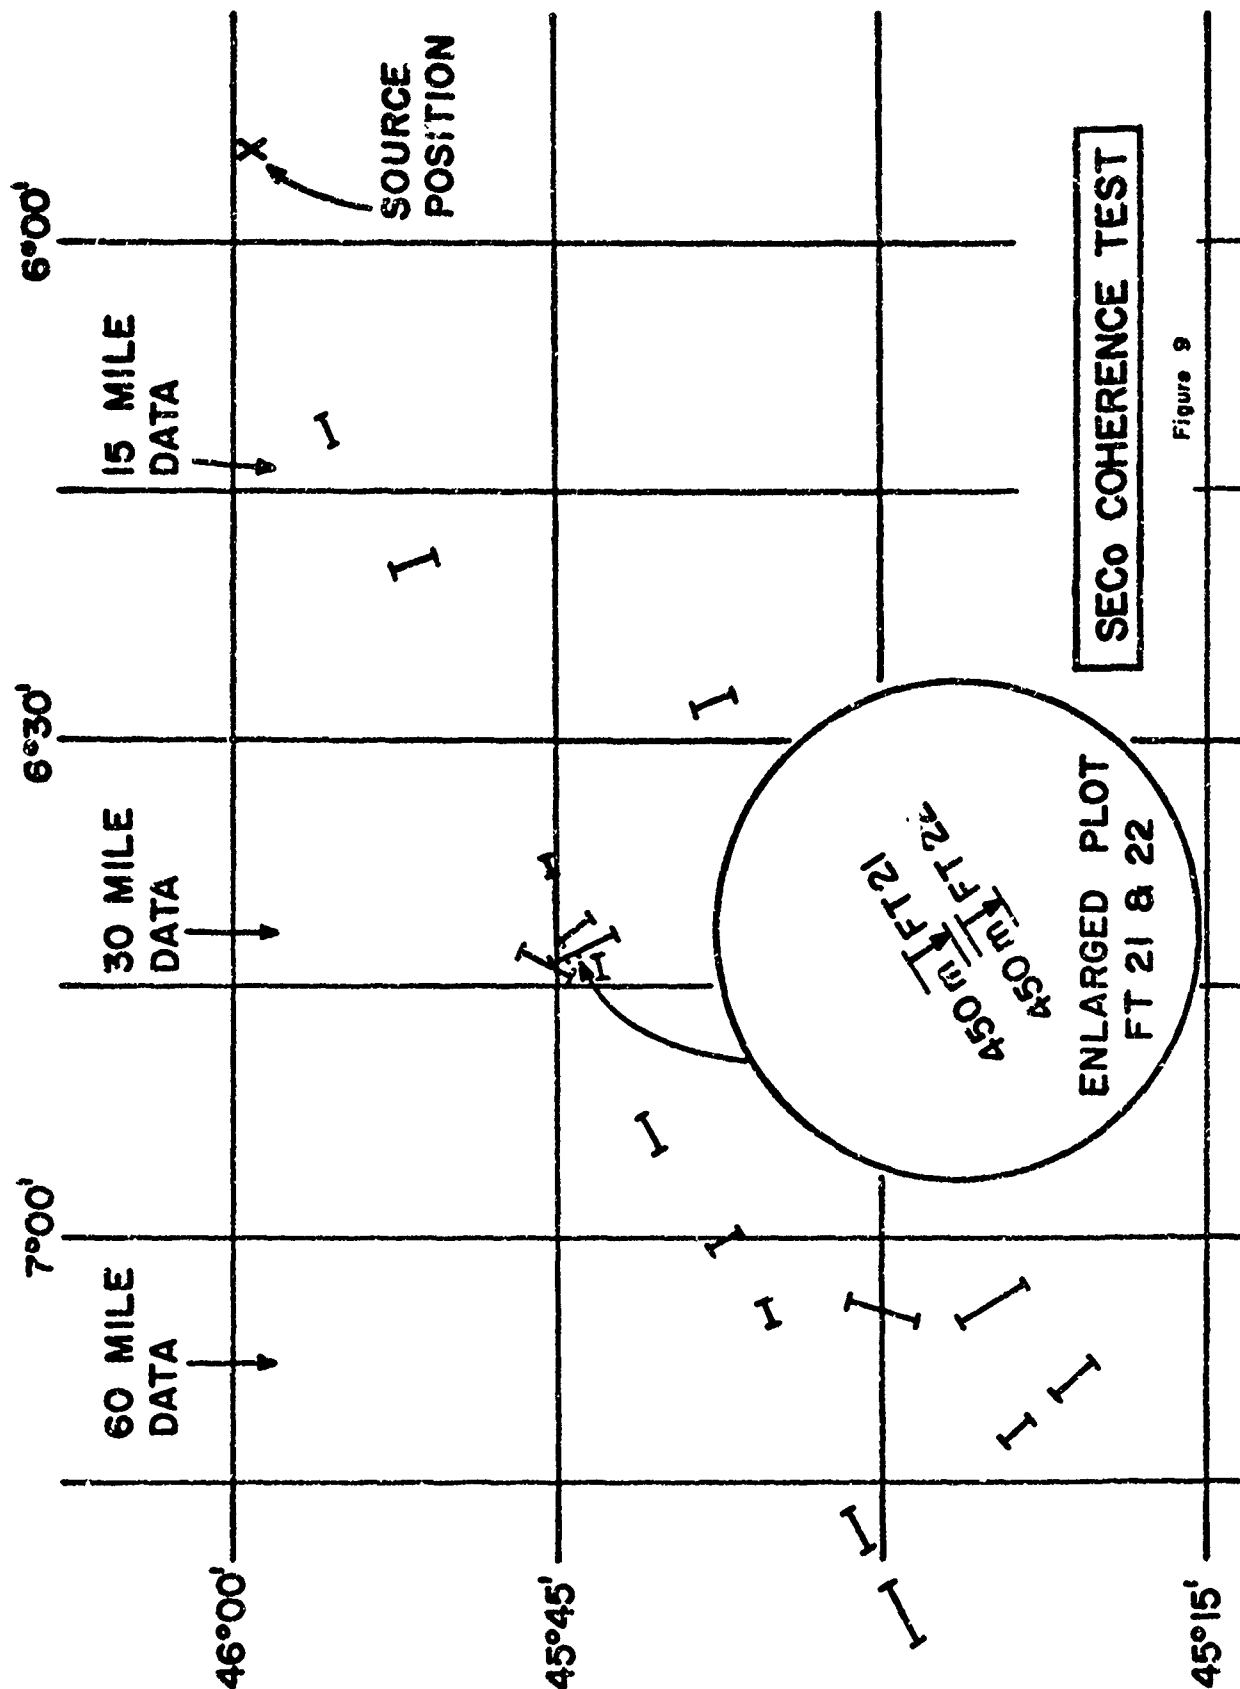 7°00'
6°30'
6°00'
60 MILE
DATA
30 MILE
DATA
15 MILE
DATA
46°00'
X
SOURCE
POSITION
45°45'
FT 21
450 m
FT 22
450 m
ENLARGED PLOT
FT 21 & 22
SECo COHERENCE TEST
45°15'
Figure 9